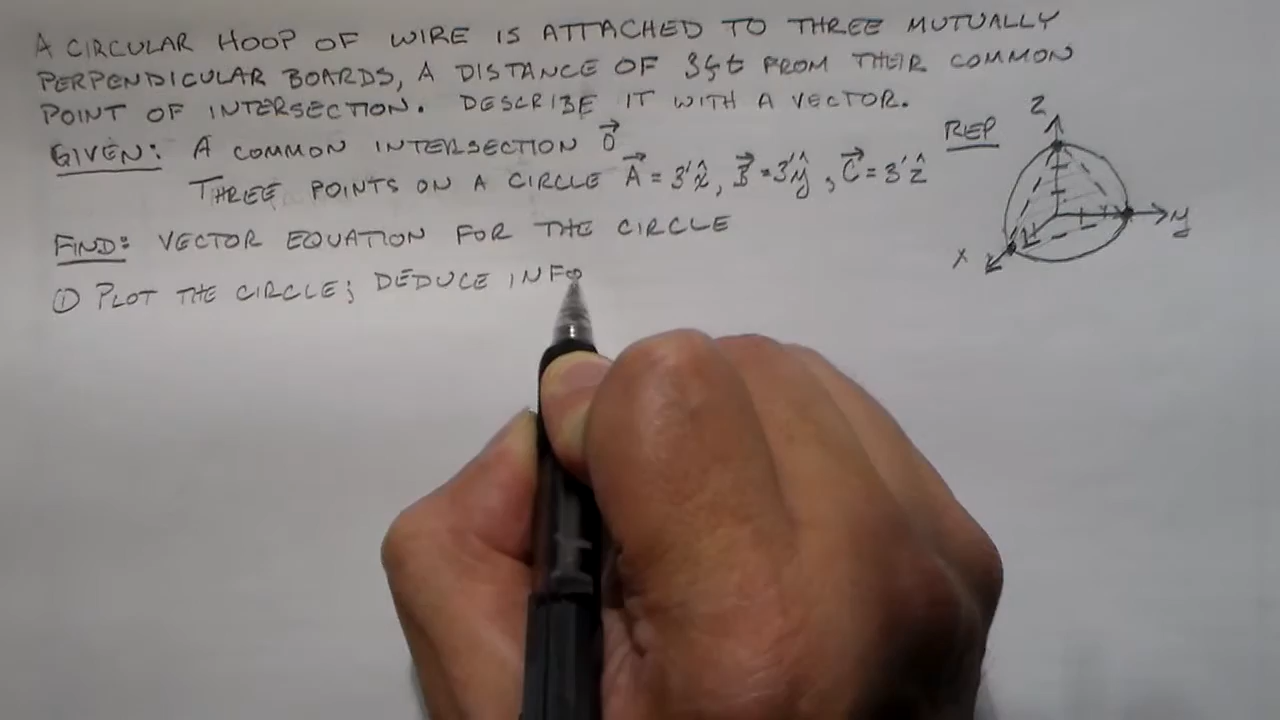 A CIRCULAR HOOP OF WIRE IS ATTACHED TO THREE MUTUALLY
PERPENDICULAR BOARDS, A DISTANCE OF 3ft FROM THEIR COMMON
POINT OF INTERSECTION. DESCRIBE IT WITH A VECTOR.
GIVEN: A COMMON INTERSECTION O⃗
THREE POINTS ON A CIRCLE A⃗ = 3'x̂, B⃗ = 3'ŷ, C⃗ = 3'ẑ
FIND: VECTOR EQUATION FOR THE CIRCLE
① PLOT THE CIRCLE; DEDUCE INFO
REP
Z
y
X